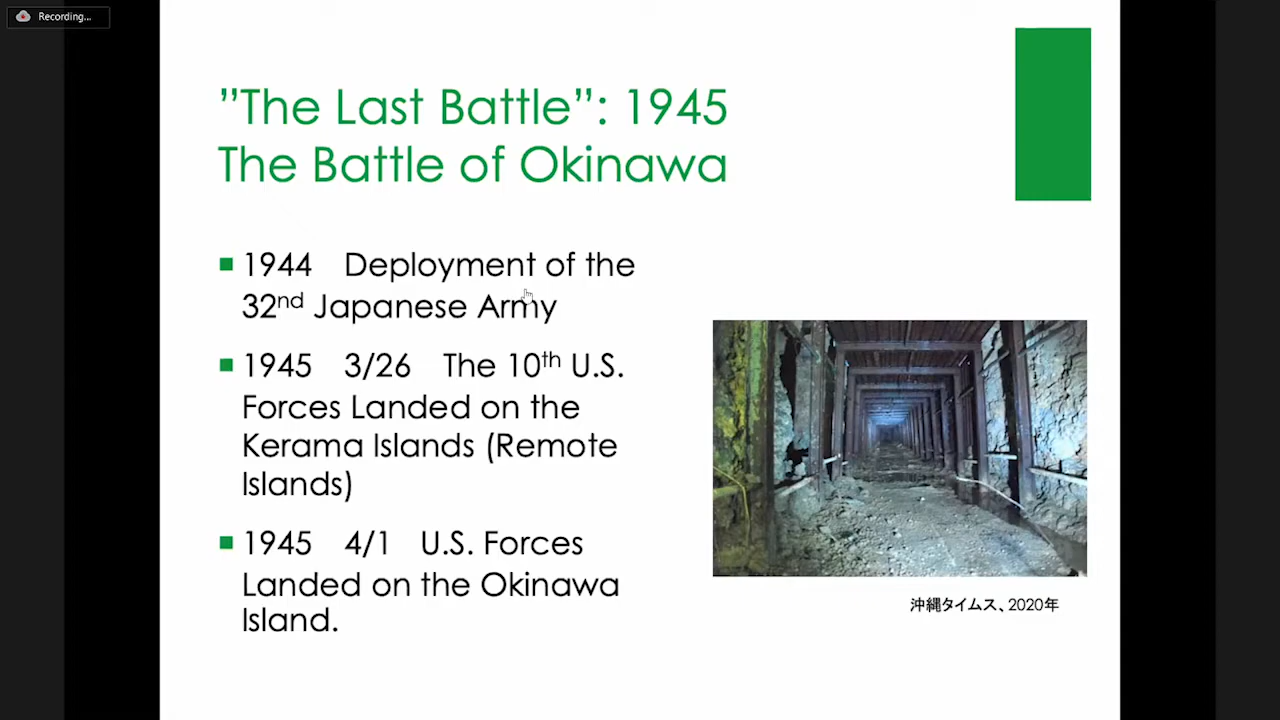 Recording...
”The Last Battle”: 1945
The Battle of Okinawa
1944 Deployment of the
32nd Japanese Army
1945 3/26 The 10th U.S.
Forces Landed on the
Kerama Islands (Remote
Islands)
1945 4/1 U.S. Forces
Landed on the Okinawa
Island.
沖縄タイムス、2020年